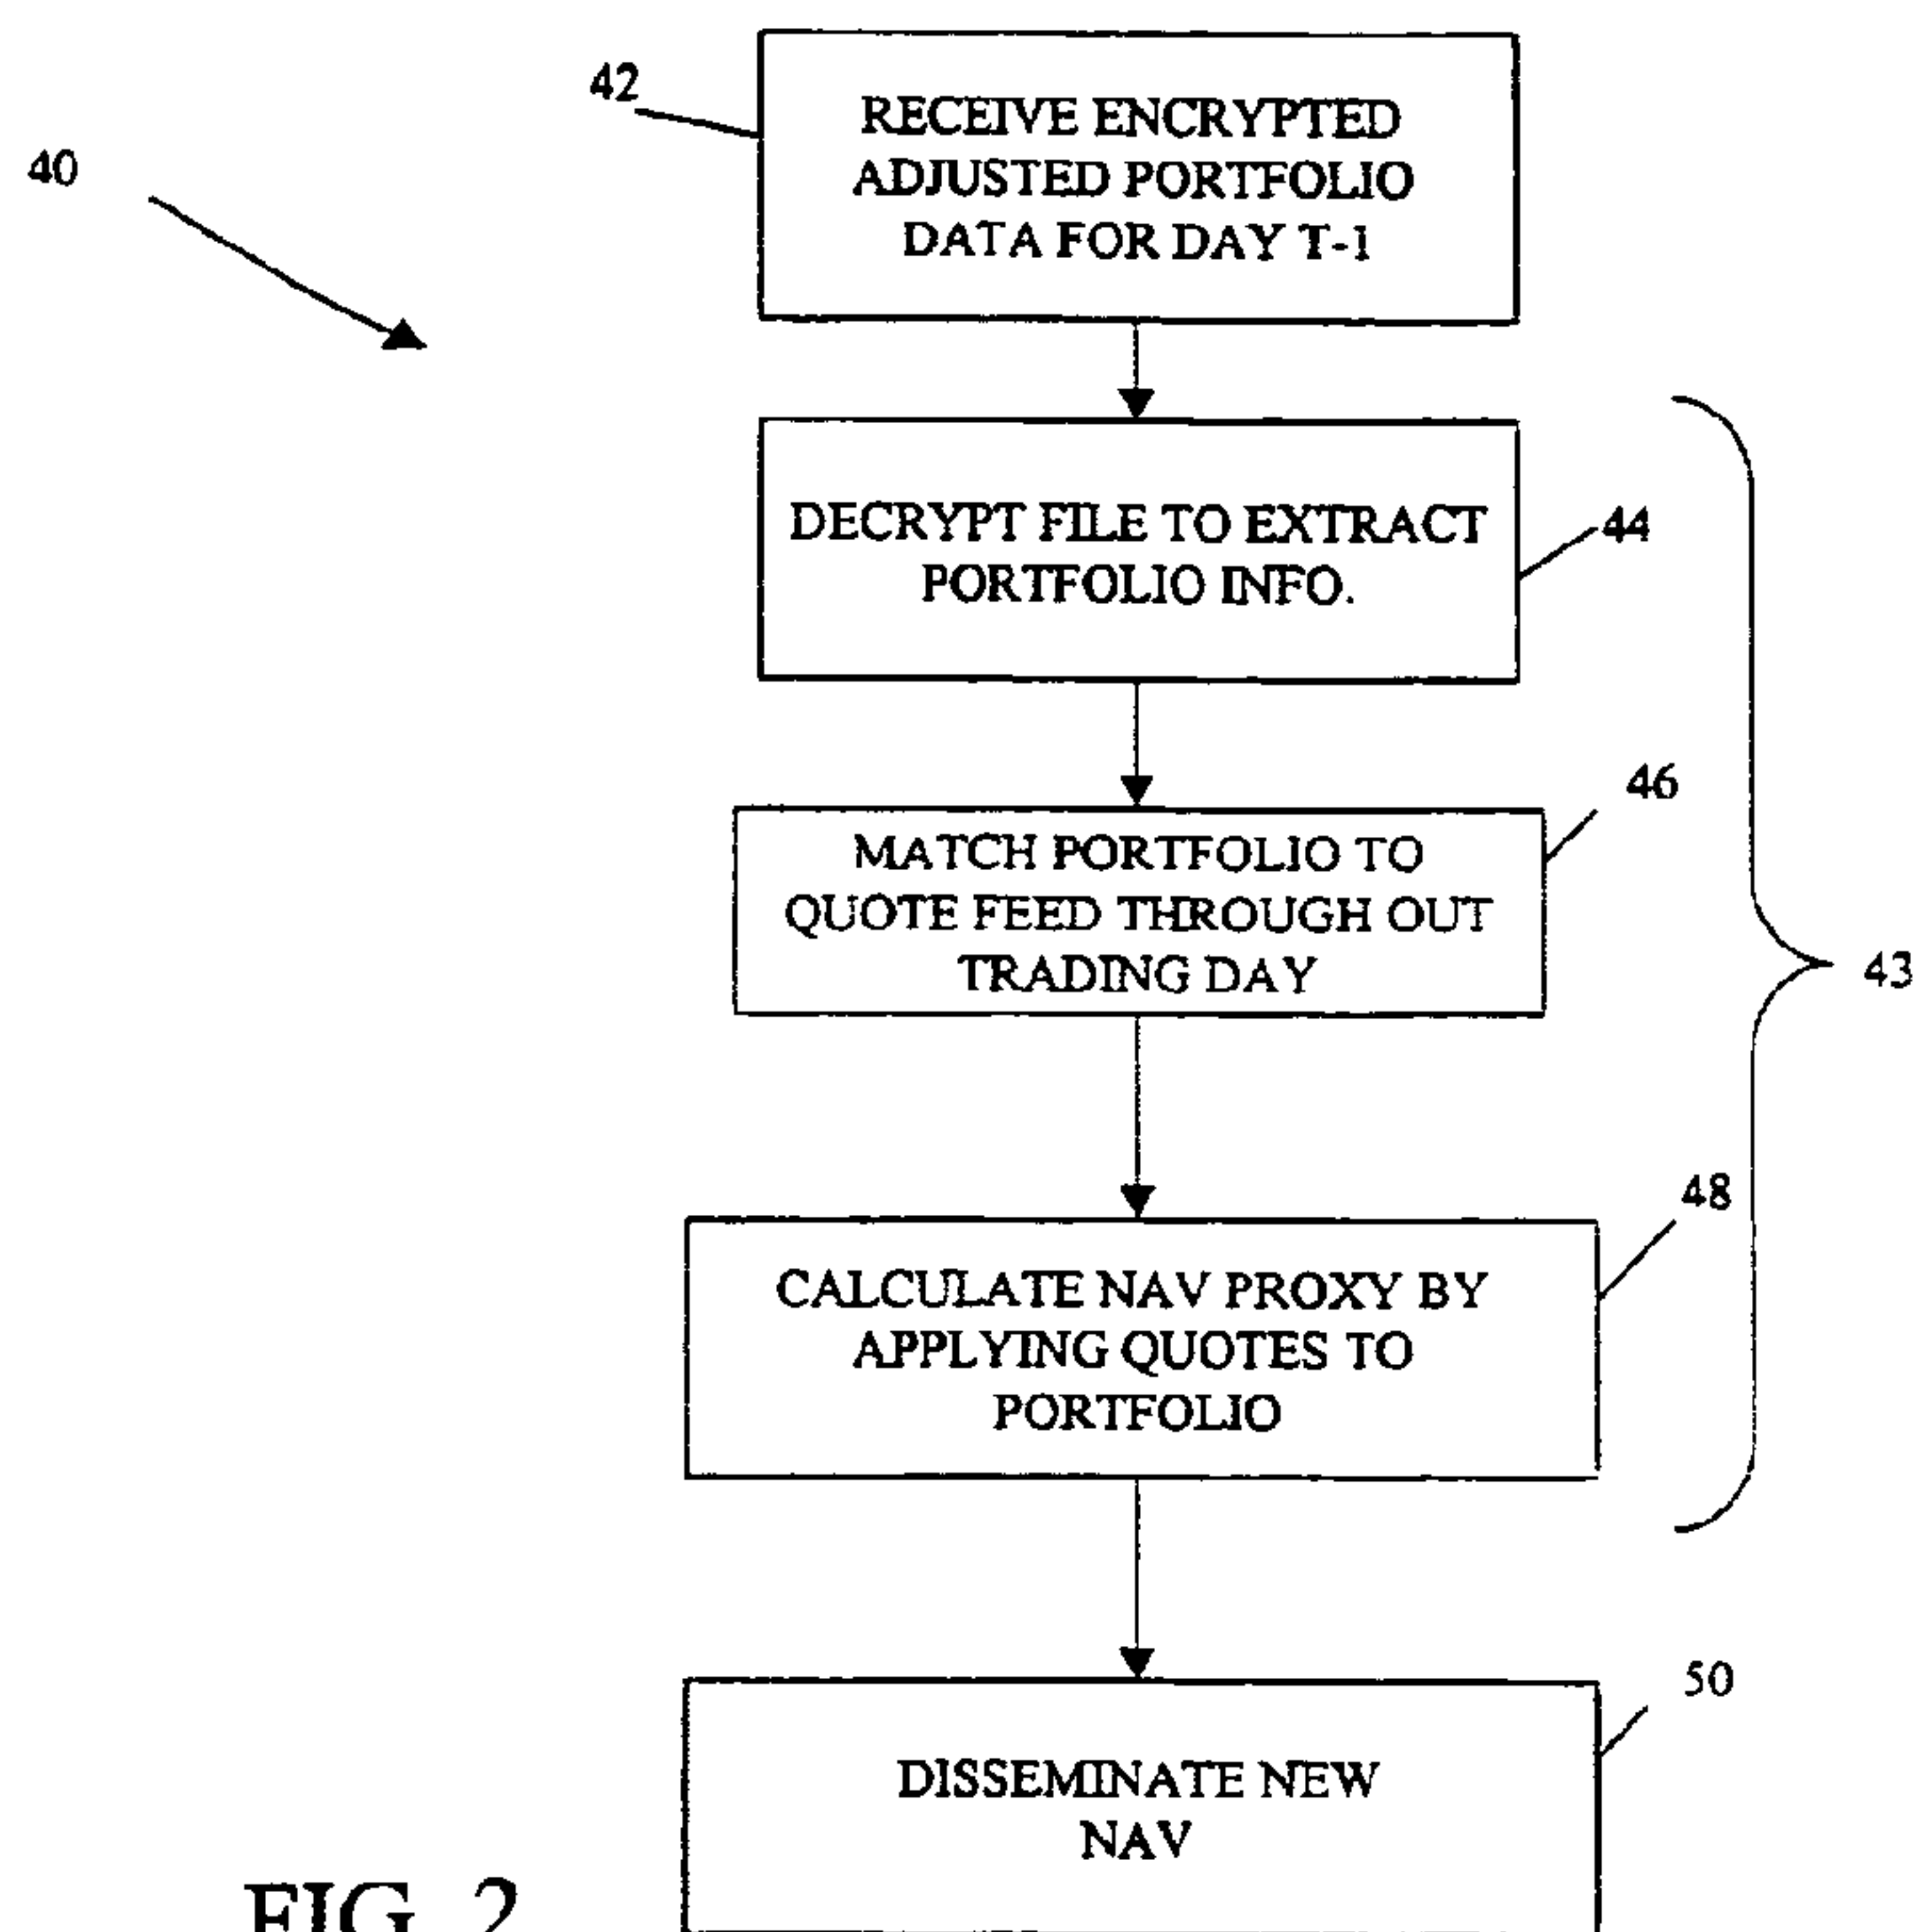 42
RECEIVE ENCRYPTED
ADJUSTED PORTFOLIO
DATA FOR DAY T-1
40
DECRYPT FILE TO EXTRACT
PORTFOLIO INFO.
44
46
MATCH PORTFOLIO TO
QUOTE FEED THROUGH OUT
TRADING DAY
43
48
CALCULATE NAV PROXY BY
APPLYING QUOTES TO
PORTFOLIO
50
DISSEMINATE NEW
NAV
FIG. 2